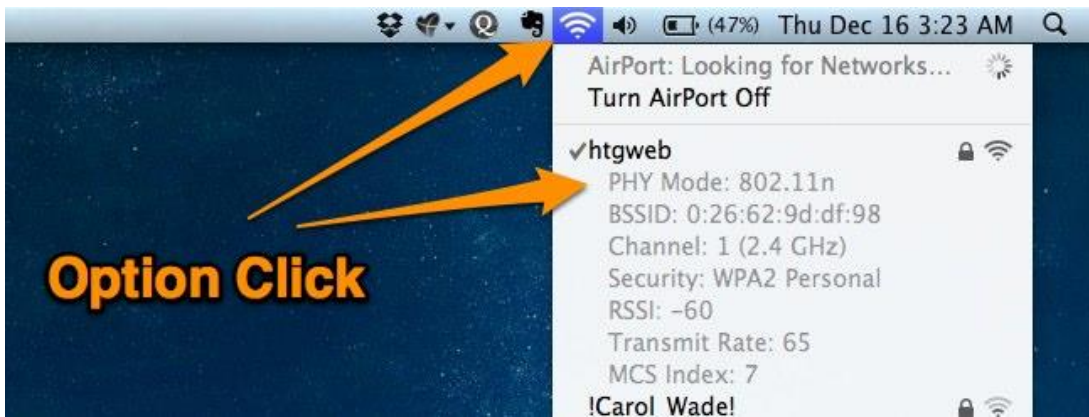 (47%) Thu Dec 16 3:23 AM
AirPort: Looking for Networks...
Turn AirPort Off
✓htgweb
PHY Mode: 802.11n
BSSID: 0:26:62:9d:df:98
Channel: 1 (2.4 GHz)
Security: WPA2 Personal
RSSI: -60
Transmit Rate: 65
MCS Index: 7
!Carol Wade!
Option Click